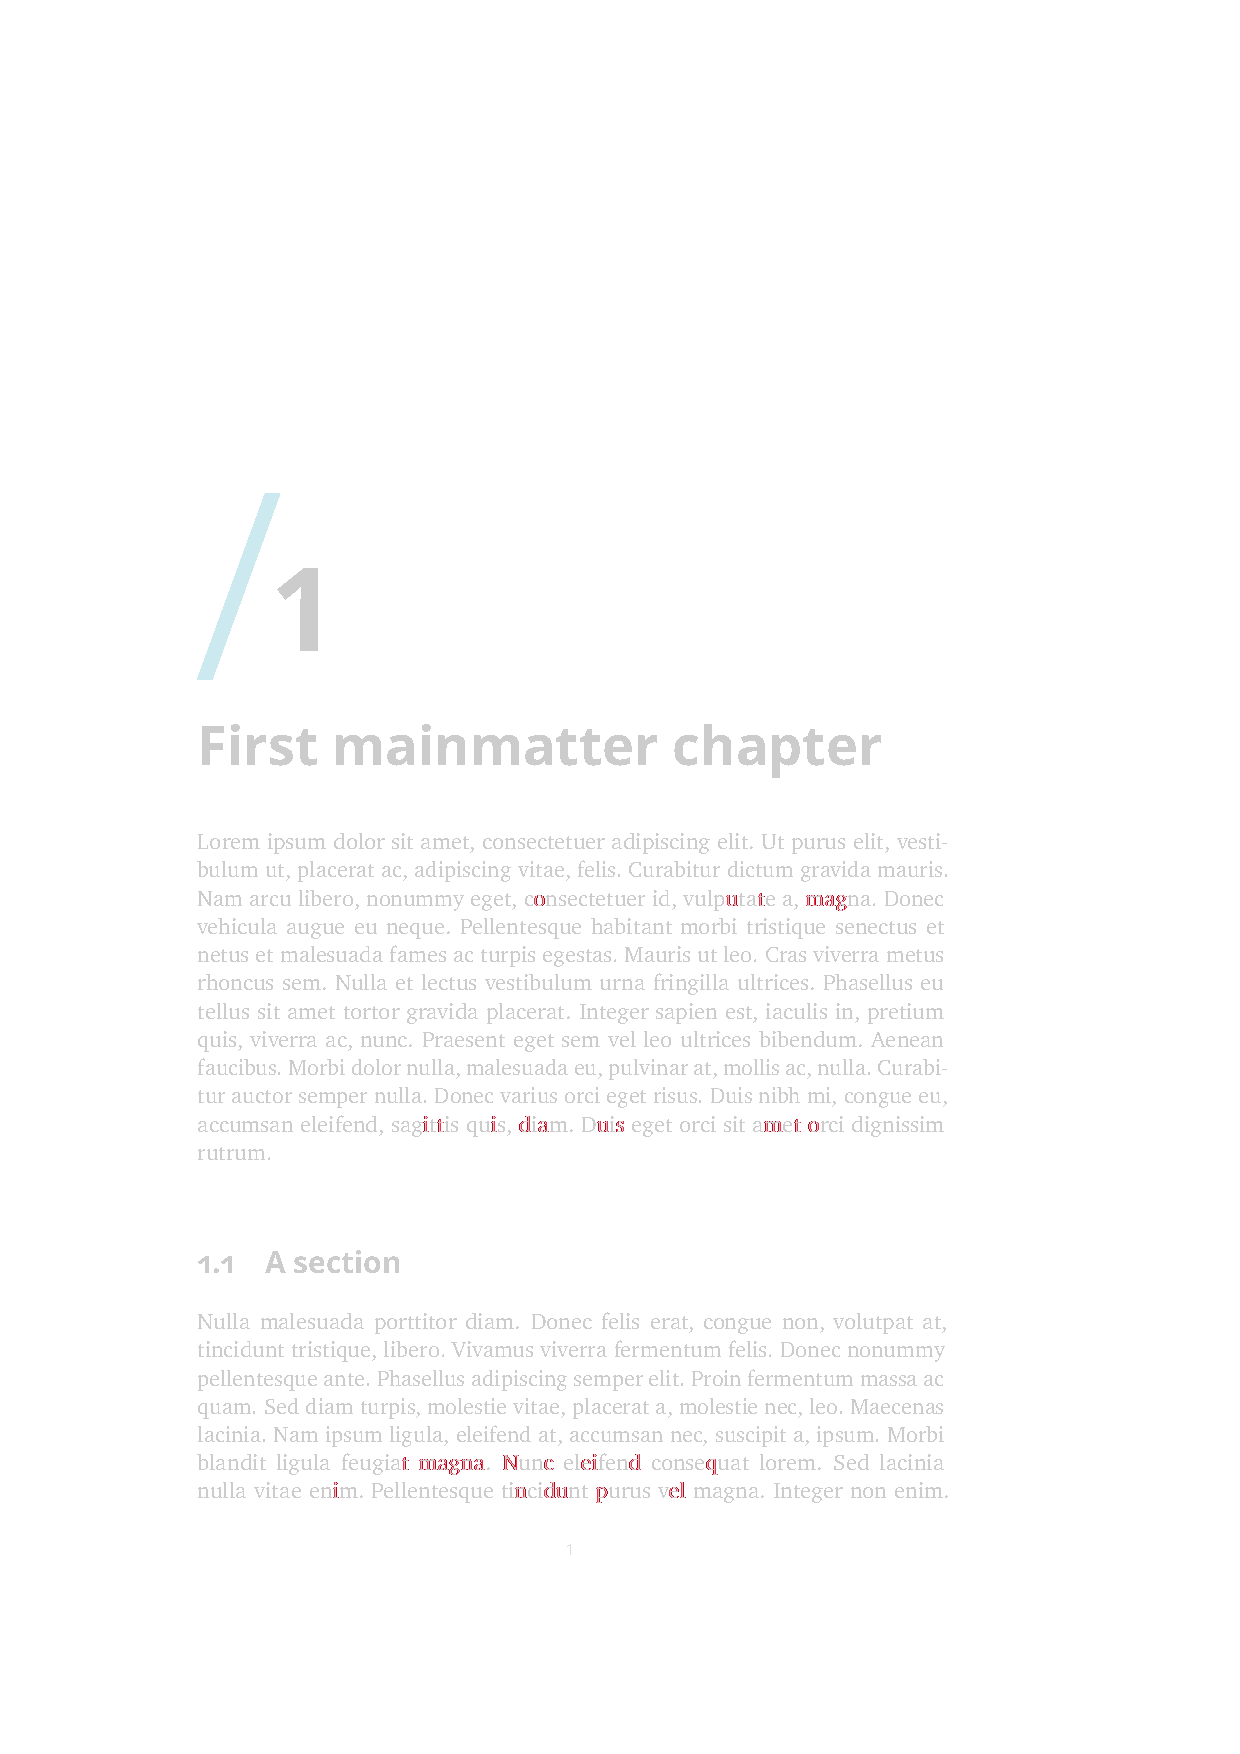 /1
First mainmatter chapter
Lorem ipsum dolor sit amet, consectetuer adipiscing elit. Ut purus elit, vesti-
bulum ut, placerat ac, adipiscing vitae, felis. Curabitur dictum gravida mauris.
Nam arcu libero, nonummy eget, consectetuer id, vulputate a, magna. Donec
vehicula augue eu neque. Pellentesque habitant morbi tristique senectus et
netus et malesuada fames ac turpis egestas. Mauris ut leo. Cras viverra metus
rhoncus sem. Nulla et lectus vestibulum urna fringilla ultrices. Phasellus eu
tellus sit amet tortor gravida placerat. Integer sapien est, iaculis in, pretium
quis, viverra ac, nunc. Praesent eget sem vel leo ultrices bibendum. Aenean
faucibus. Morbi dolor nulla, malesuada eu, pulvinar at, mollis ac, nulla. Curabi-
tur auctor semper nulla. Donec varius orci eget risus. Duis nibh mi, congue eu,
accumsan eleifend, sagittis quis, diam. Duis eget orci sit amet orci dignissim
rutrum.
1.1 A section
Nulla malesuada porttitor diam. Donec felis erat, congue non, volutpat at,
tincidunt tristique, libero. Vivamus viverra fermentum felis. Donec nonummy
pellentesque ante. Phasellus adipiscing semper elit. Proin fermentum massa ac
quam. Sed diam turpis, molestie vitae, placerat a, molestie nec, leo. Maecenas
lacinia. Nam ipsum ligula, eleifend at, accumsan nec, suscipit a, ipsum. Morbi
blandit ligula feugiat magna. Nunc eleifend consequat lorem. Sed lacinia
nulla vitae enim. Pellentesque tincidunt purus vel magna. Integer non enim.
1